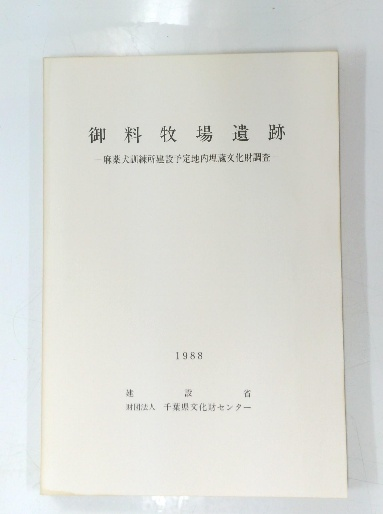 御料牧場遺跡
―麻薬犬訓練所建設予定地内埋蔵文化財調査
1988
建設省
財団法人 千葉県文化財センター